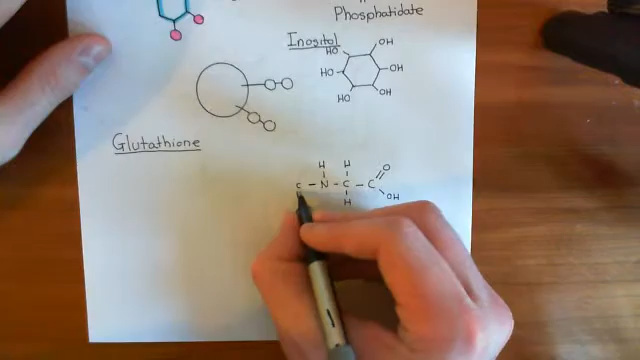 Phosphatidate
Inositol
HO OH
HO OH
HO OH
Glutathione
H H O
C - N - C - C
H OH